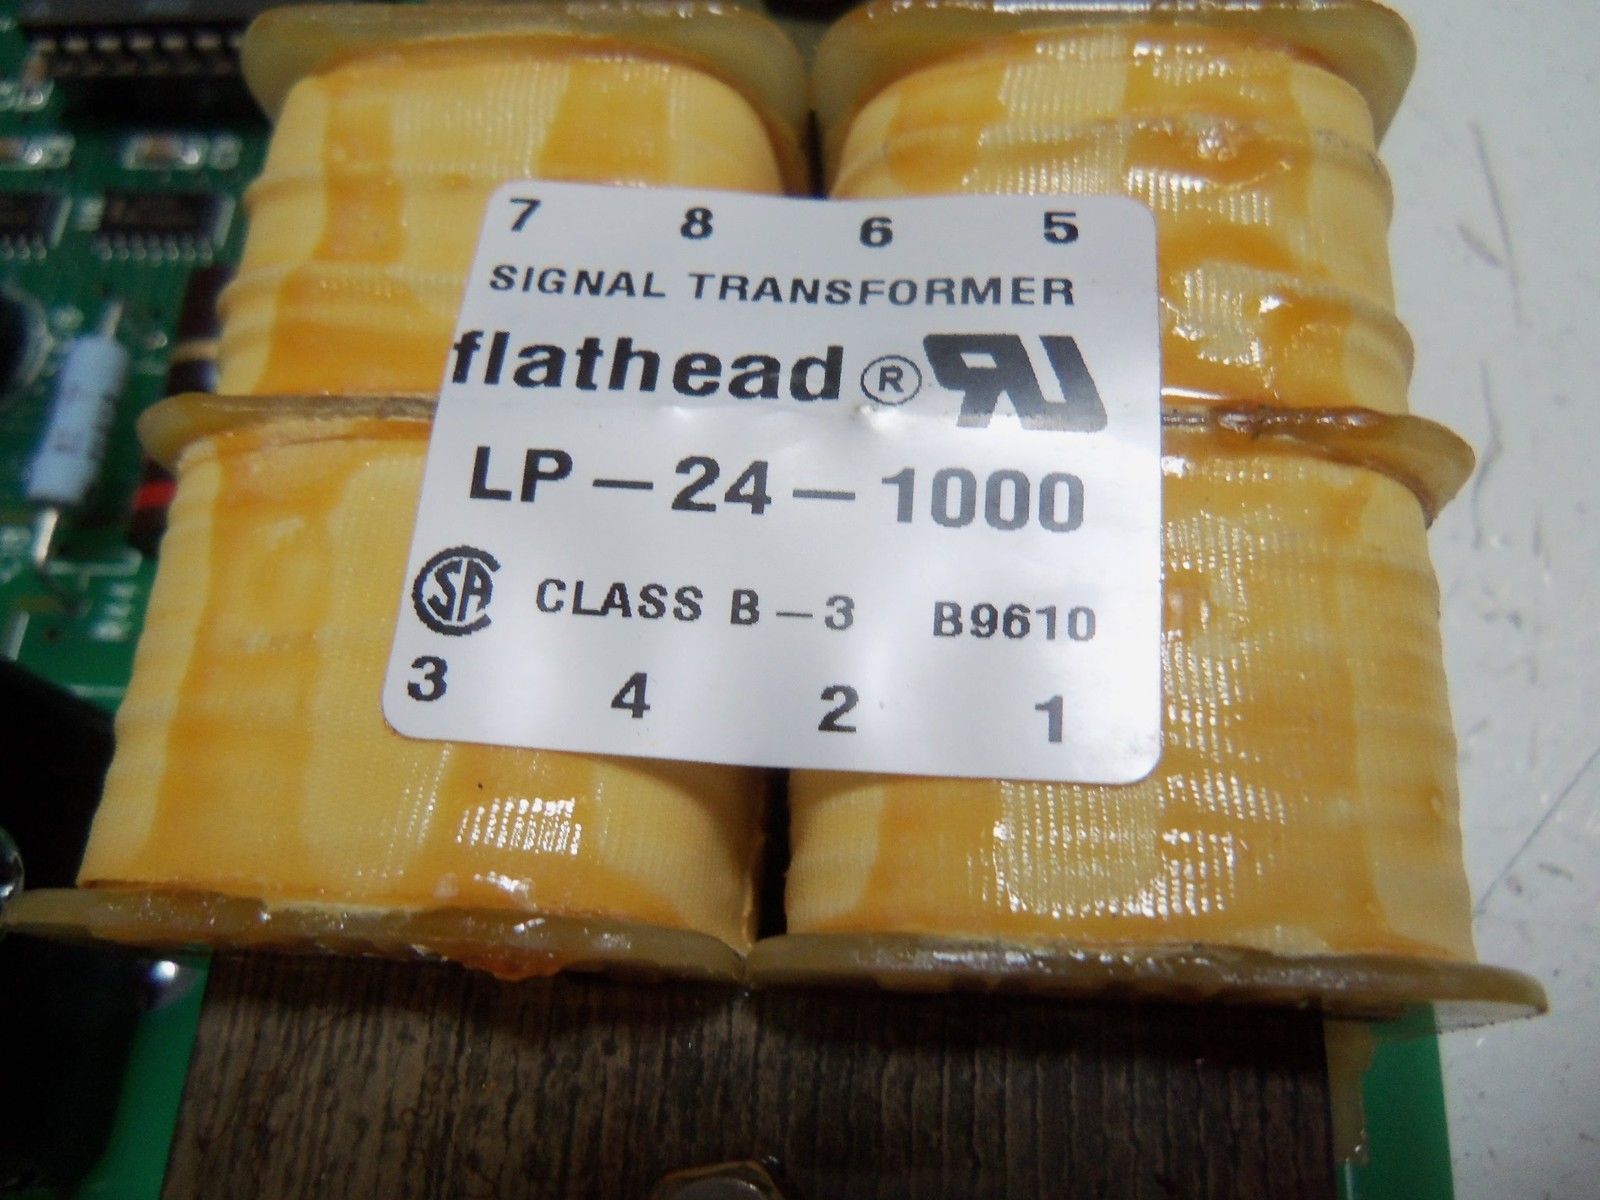 7 8 6 5
SIGNAL TRANSFORMER
flathead®
LP-24-1000
CLASS B-3 B9610
3 4 2 1